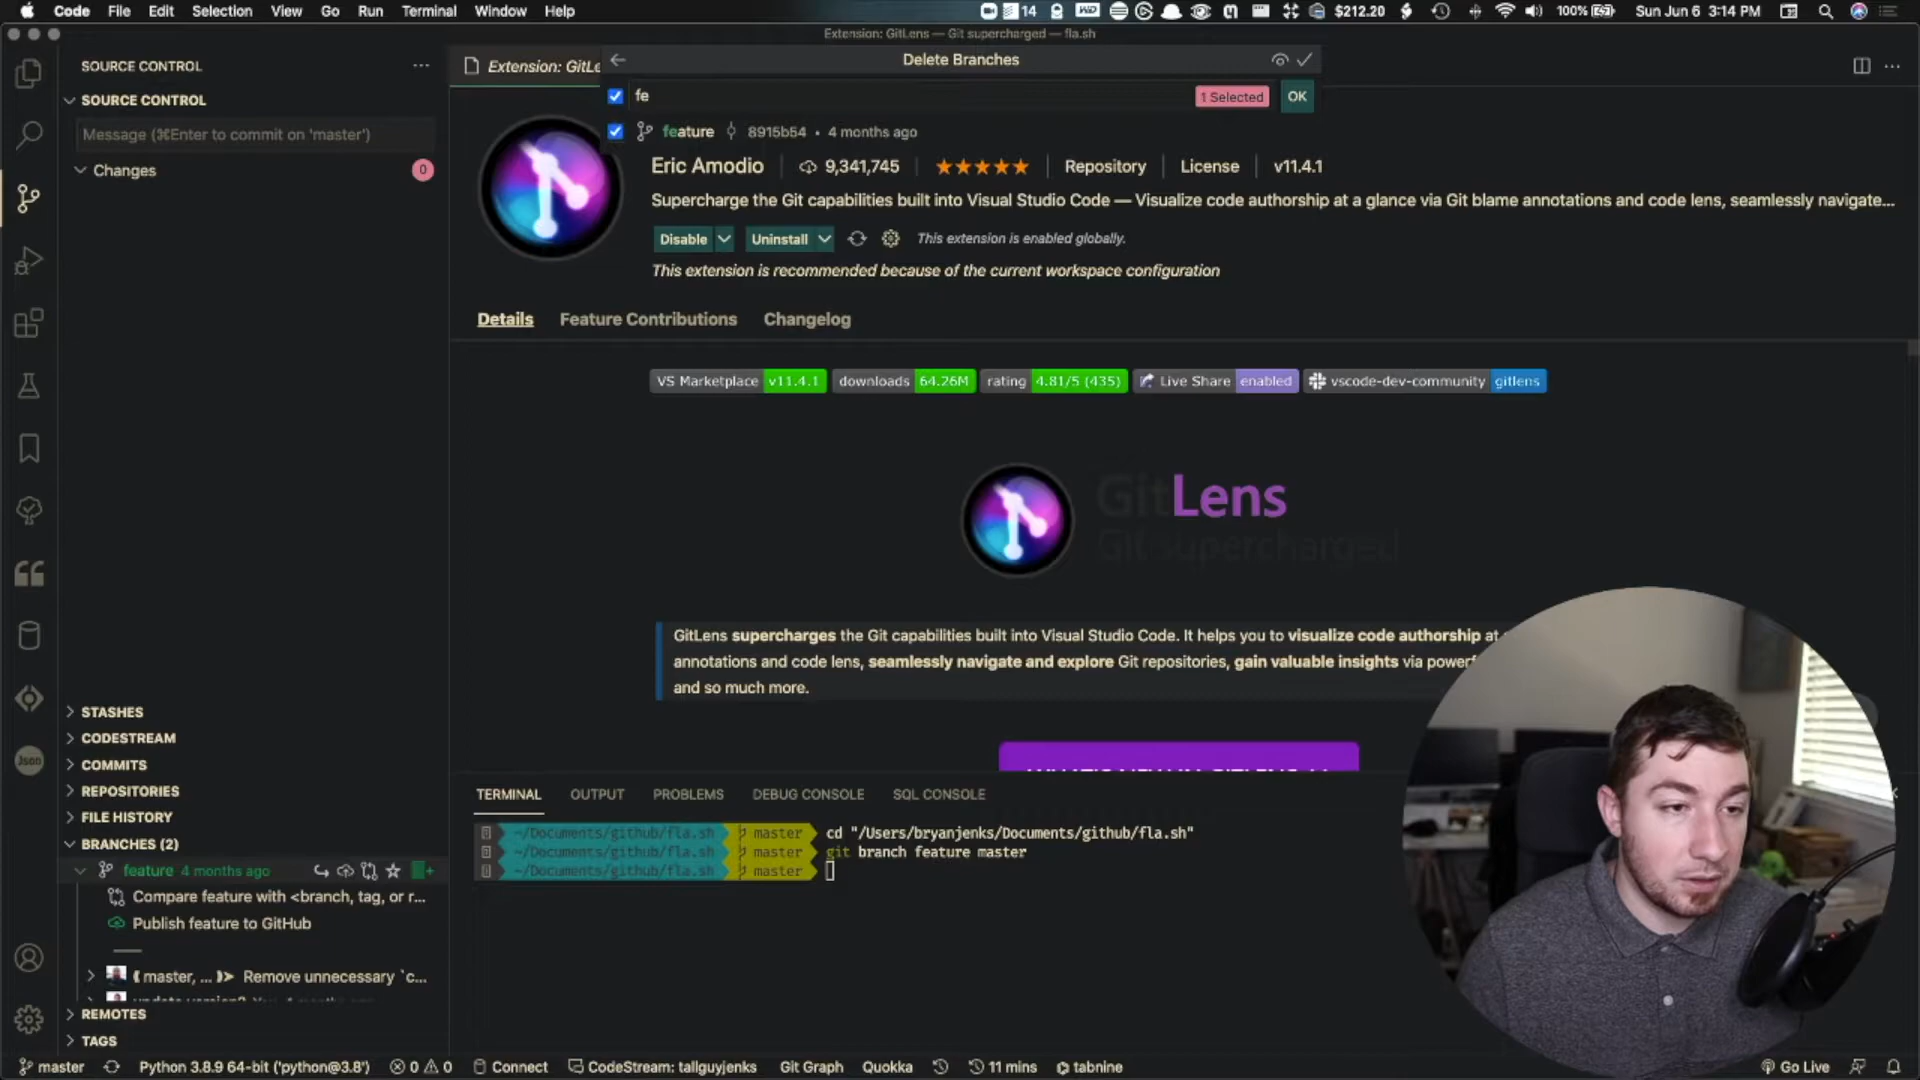 Code File Edit Selection View Go Run Terminal Window Help
14 $212.20 100% Sun Jun 6 3:14 PM
Extension: GitLens — Git supercharged — fla.sh
SOURCE CONTROL
Extension: GitLe
Delete Branches
fe
1 Selected
OK
feature 8915b54 • 4 months ago
SOURCE CONTROL
Message (⌘Enter to commit on 'master')
Changes
0
Eric Amodio 9,341,745 ★★★★★ Repository License v11.4.1
Supercharge the Git capabilities built into Visual Studio Code — Visualize code authorship at a glance via Git blame annotations and code lens, seamlessly navigate...
Disable Uninstall This extension is enabled globally.
This extension is recommended because of the current workspace configuration
Details Feature Contributions Changelog
VS Marketplace v11.4.1 downloads 64.26M rating 4.81/5 (435) Live Share enabled vscode-dev-community gitlens
GitLens
Git supercharged
GitLens supercharges the Git capabilities built into Visual Studio Code. It helps you to visualize code authorship at
annotations and code lens, seamlessly navigate and explore Git repositories, gain valuable insights via powerf
and so much more.
STASHES
CODESTREAM
COMMITS
REPOSITORIES
FILE HISTORY
BRANCHES (2)
feature 4 months ago
Compare feature with <branch, tag, or r...
Publish feature to GitHub
master, ... Remove unnecessary `c...
REMOTES
TAGS
TERMINAL OUTPUT PROBLEMS DEBUG CONSOLE SQL CONSOLE
~/Documents/github/fla.sh master cd "/Users/bryanjenks/Documents/github/fla.sh"
~/Documents/github/fla.sh master git branch feature master
~/Documents/github/fla.sh master
Json
master Python 3.8.9 64-bit ('python@3.8') 0 0 Connect CodeStream: tallguyjenks Git Graph Quokka 11 mins tabnine Go Live